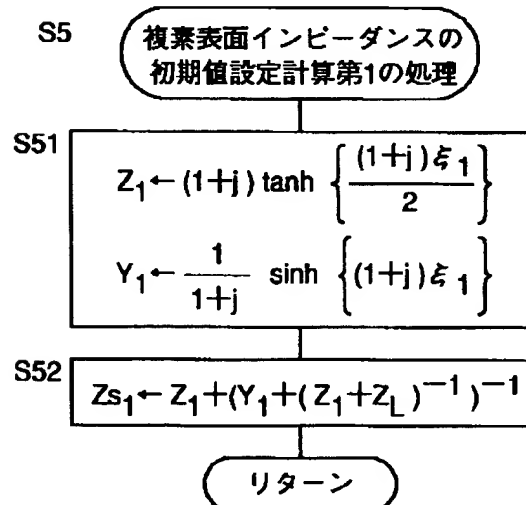 S5
複素表面インピーダンスの
初期値設定計算第1の処理
S51
Z₁←(1+j) tanh {(1+j)ξ₁/2}
Y₁← 1/(1+j) sinh {(1+j)ξ₁}
S52
Zs₁←Z₁+(Y₁+(Z₁+Z_L)⁻¹)⁻¹
リターン